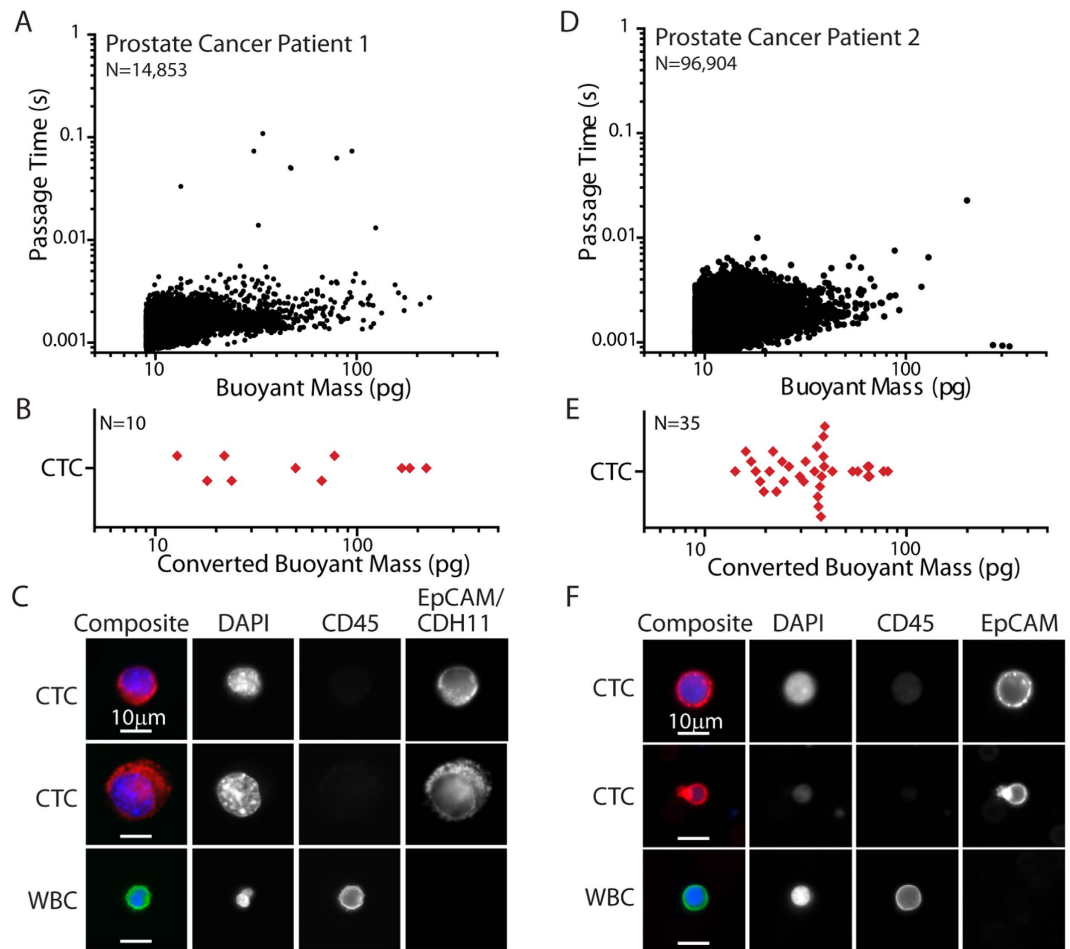 A
Prostate Cancer Patient 1
N=14,853
Passage Time (s)
1
0.1
0.01
0.001
10
100
Buoyant Mass (pg)
B
N=10
CTC
10
100
Converted Buoyant Mass (pg)
C
Composite
DAPI
CD45
EpCAM/
CDH11
CTC
10μm
CTC
WBC
D
Prostate Cancer Patient 2
N=96,904
Passage Time (s)
1
0.1
0.01
0.001
10
100
Buoyant Mass (pg)
E
N=35
CTC
10
100
Converted Buoyant Mass (pg)
F
Composite
DAPI
CD45
EpCAM
CTC
10μm
CTC
WBC